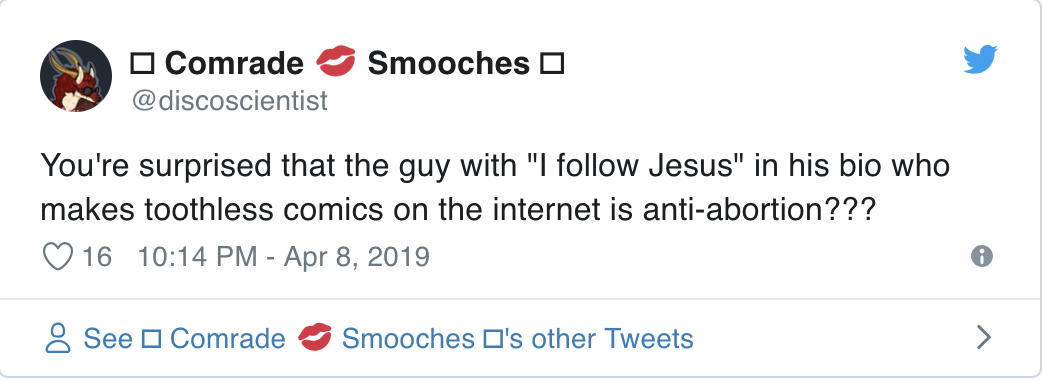 □ Comrade 💋 Smooches □
@discoscientist
You're surprised that the guy with "I follow Jesus" in his bio who
makes toothless comics on the internet is anti-abortion???
16 10:14 PM - Apr 8, 2019
See □ Comrade 💋 Smooches □'s other Tweets